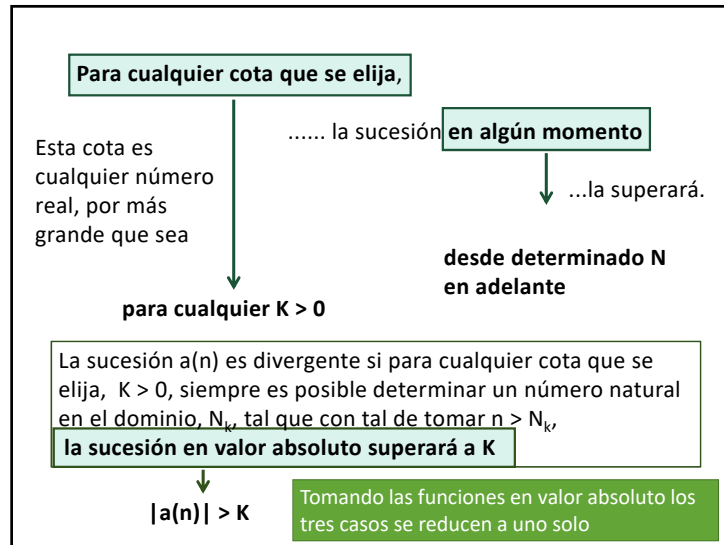 Para cualquier cota que se elija,
...... la sucesión en algún momento
Esta cota es
cualquier número
real, por más
grande que sea
...la superará.
desde determinado N
en adelante
para cualquier K > 0
La sucesión a(n) es divergente si para cualquier cota que se
elija,  K > 0, siempre es posible determinar un número natural
en el dominio, Nₖ, tal que con tal de tomar n > Nₖ,
la sucesión en valor absoluto superará a K
|a(n)| > K
Tomando las funciones en valor absoluto los
tres casos se reducen a uno solo